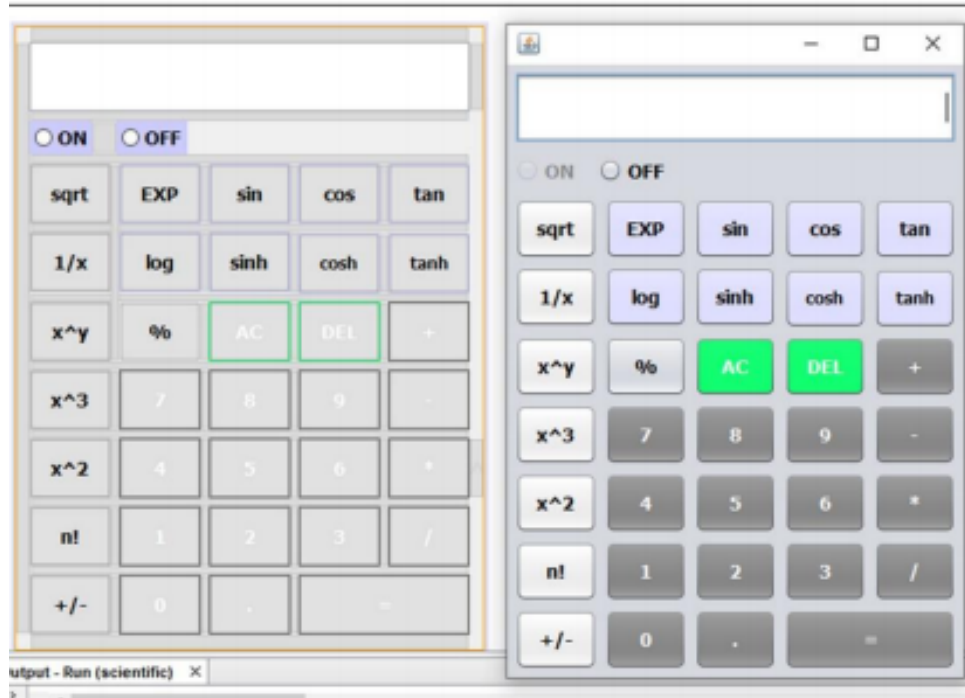 ON OFF
sqrt EXP sin cos tan
1/x log sinh cosh tanh
x^y % AC DEL +
x^3 7 8 9 -
x^2 4 5 6 *
n! 1 2 3 /
+/- 0 . =
utput - Run (scientific) ×
ON OFF
sqrt EXP sin cos tan
1/x log sinh cosh tanh
x^y % AC DEL +
x^3 7 8 9 -
x^2 4 5 6 *
n! 1 2 3 /
+/- 0 . =